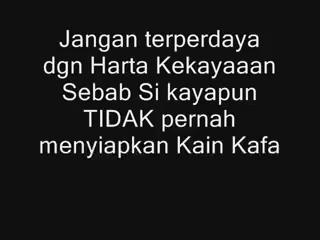 Jangan terperdaya
dgn Harta Kekayaaan
Sebab Si kayapun
TIDAK pernah
menyiapkan Kain Kafa